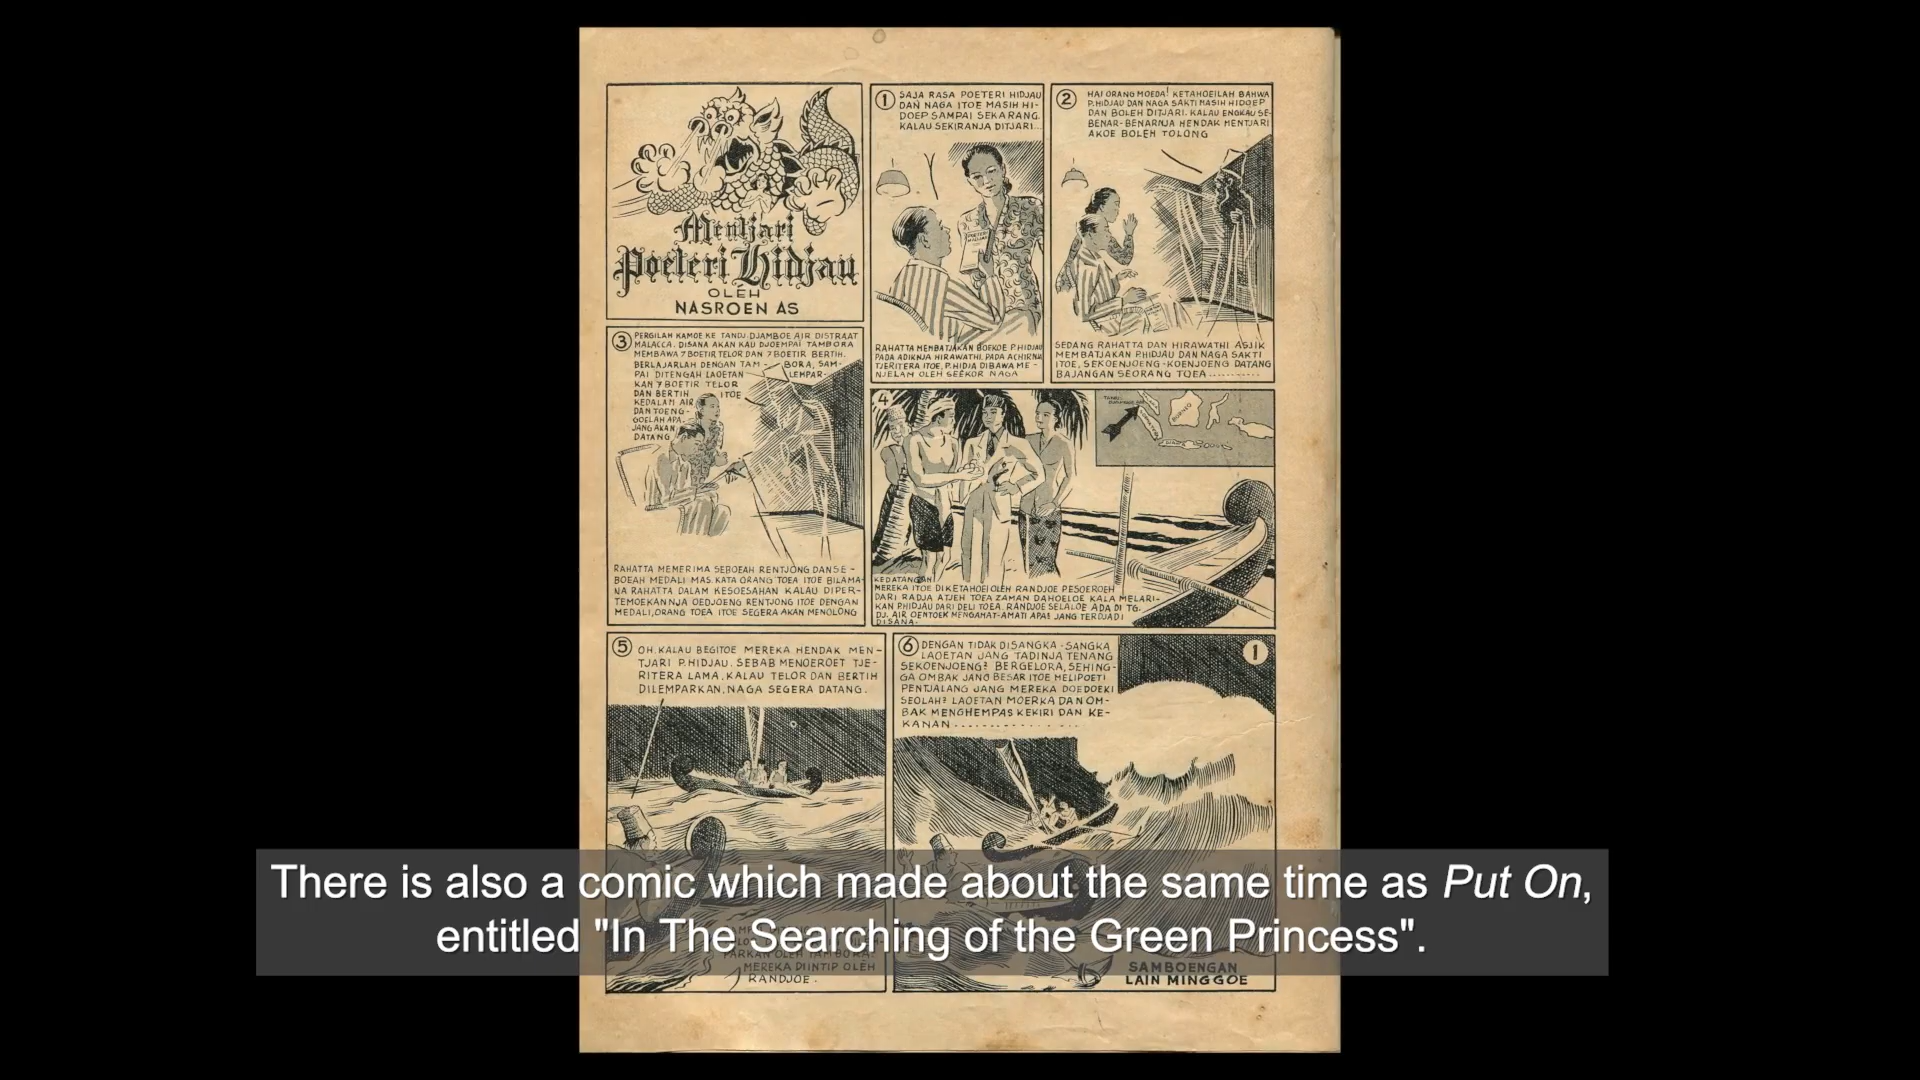 Mentjari
Poeteri Hidjau
OLEH
NASROEN AS
1
SAJA RASA POETERI HIDJAU
DAN NAGA ITOE MASIH HI-
DOEP SAMPAI SEKARANG.
KALAU SEKIRANJA DITJARI...
RAHATTA MEMBATJAKAN BOEKOE P.HIDJAU
PADA ADIKNJA HIRAWATHI. PADA ACHIRNJA
TJERITERA ITOE, P.HIDJA DIBAWA ME-
NJELAM OLEH SEEKOR NAGA
2
HAI ORANG MOEDA! KETAHOEILAH BAHWA
P.HIDJAU DAN NAGA SAKTI MASIH HIDOEP
DAN BOLEH DITJARI. KALAU ENGKAU SE-
BENAR-BENARNJA HENDAK MENTJARI
AKOE BOLEH TOLONG
SEDANG RAHATTA DAN HIRAWATHI ASJIK
MEMBATJAKAN P.HIDJAU DAN NAGA SAKTI
ITOE, SEKOENJOENG-KOENJOENG DATANG
BAJANGAN SEORANG TOEA
3
PERGILAH KAMOE KE TANDJ. DJAMBOE AIR DISTRAAT
MALACCA. DISANA AKAN KAU DJOEMPAI TAMBORA
MEMBAWA 7 BOETIR TELOR DAN 7 BOETIR BERTIH.
BERLAJARLAH DENGAN TAM-BORA, SAM-
PAI DITENGAH LAOETAN LEMPAR-
KAN 7 BOETIR TELOR
DAN BERTIH ITOE
KEDALAM AIR
DAN TOENG-
GOELAH APA
JANG AKAN
DATANG
RAHATTA MEMERIMA SEBOEAH RENTJONG DAN SE-
BOEAH MEDALI MAS. KATA ORANG TOEA ITOE BILAMA-
NA RAHATTA DALAM KESOESAHAN KALAU DIPER-
TEMOEKANNJA OEDJOENG RENTJONG ITOE DENGAN
MEDALI, ORANG TOEA ITOE SEGERA AKAN MENOLONG
4
BORNEO
KEDATANGAN
MEREKA ITOE DIKETAHOEI OLEH RANDJOE PESOEROEH
DARI RADJA ATJEH TOEA ZAMAN DAHOELOE KALA MELARI-
KAN P.HIDJAU DARI DELI TOEA. RANDJOE SELALOE ADA DI TG.
DJ. AIR OENTOEK MENGAMAT-AMATI APA2 JANG TERDJADI
DISANA.
5
OH. KALAU BEGITOE MEREKA HENDAK MEN-
TJARI P.HIDJAU. SEBAB MENOEROET TJE-
RITERA LAMA, KALAU TELOR DAN BERTIH
DILEMPARKAN, NAGA SEGERA DATANG.
PARKAN OLEH TAMBORA.
MEREKA DIINTIP OLEH
RANDJOE.
6
DENGAN TIDAK DISANGKA-SANGKA
LAOETAN JANG TADINJA TENANG
SEKOENJOENG2 BERGELORA, SEHING-
GA OMBAK JANG BESAR ITOE MELIPOETI
PENTJALANG JANG MEREKA DOEDOEKI
SEOLAH2 LAOETAN MOERKA DAN OM-
BAK MENGHEMPAS KEKIRI DAN KE-
KANAN
1
SAMBOENGAN
LAIN MINGGOE
There is also a comic which made about the same time as Put On,
entitled "In The Searching of the Green Princess".